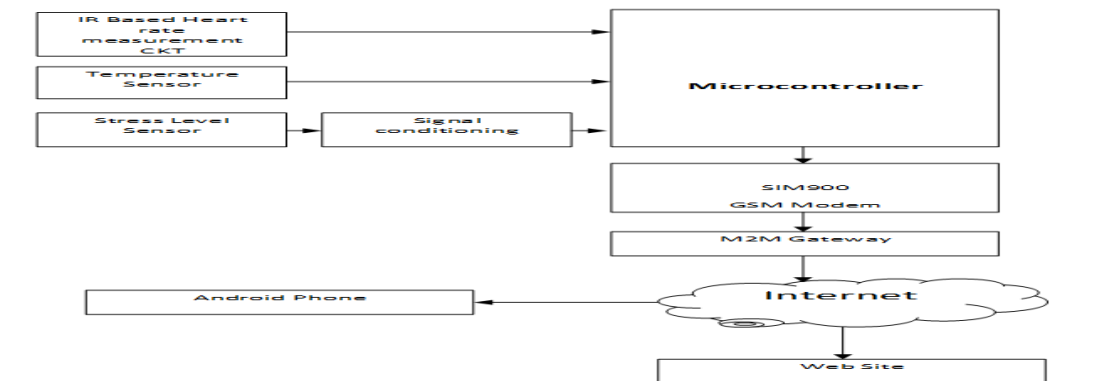 IR Based Heart
rate
measurement
CKT
Temperature
Sensor
Microcontroller
Stress Level
Sensor
Signal
conditioning
SIM900
GSM Modem
M2M Gateway
Internet
Android Phone
Web Site